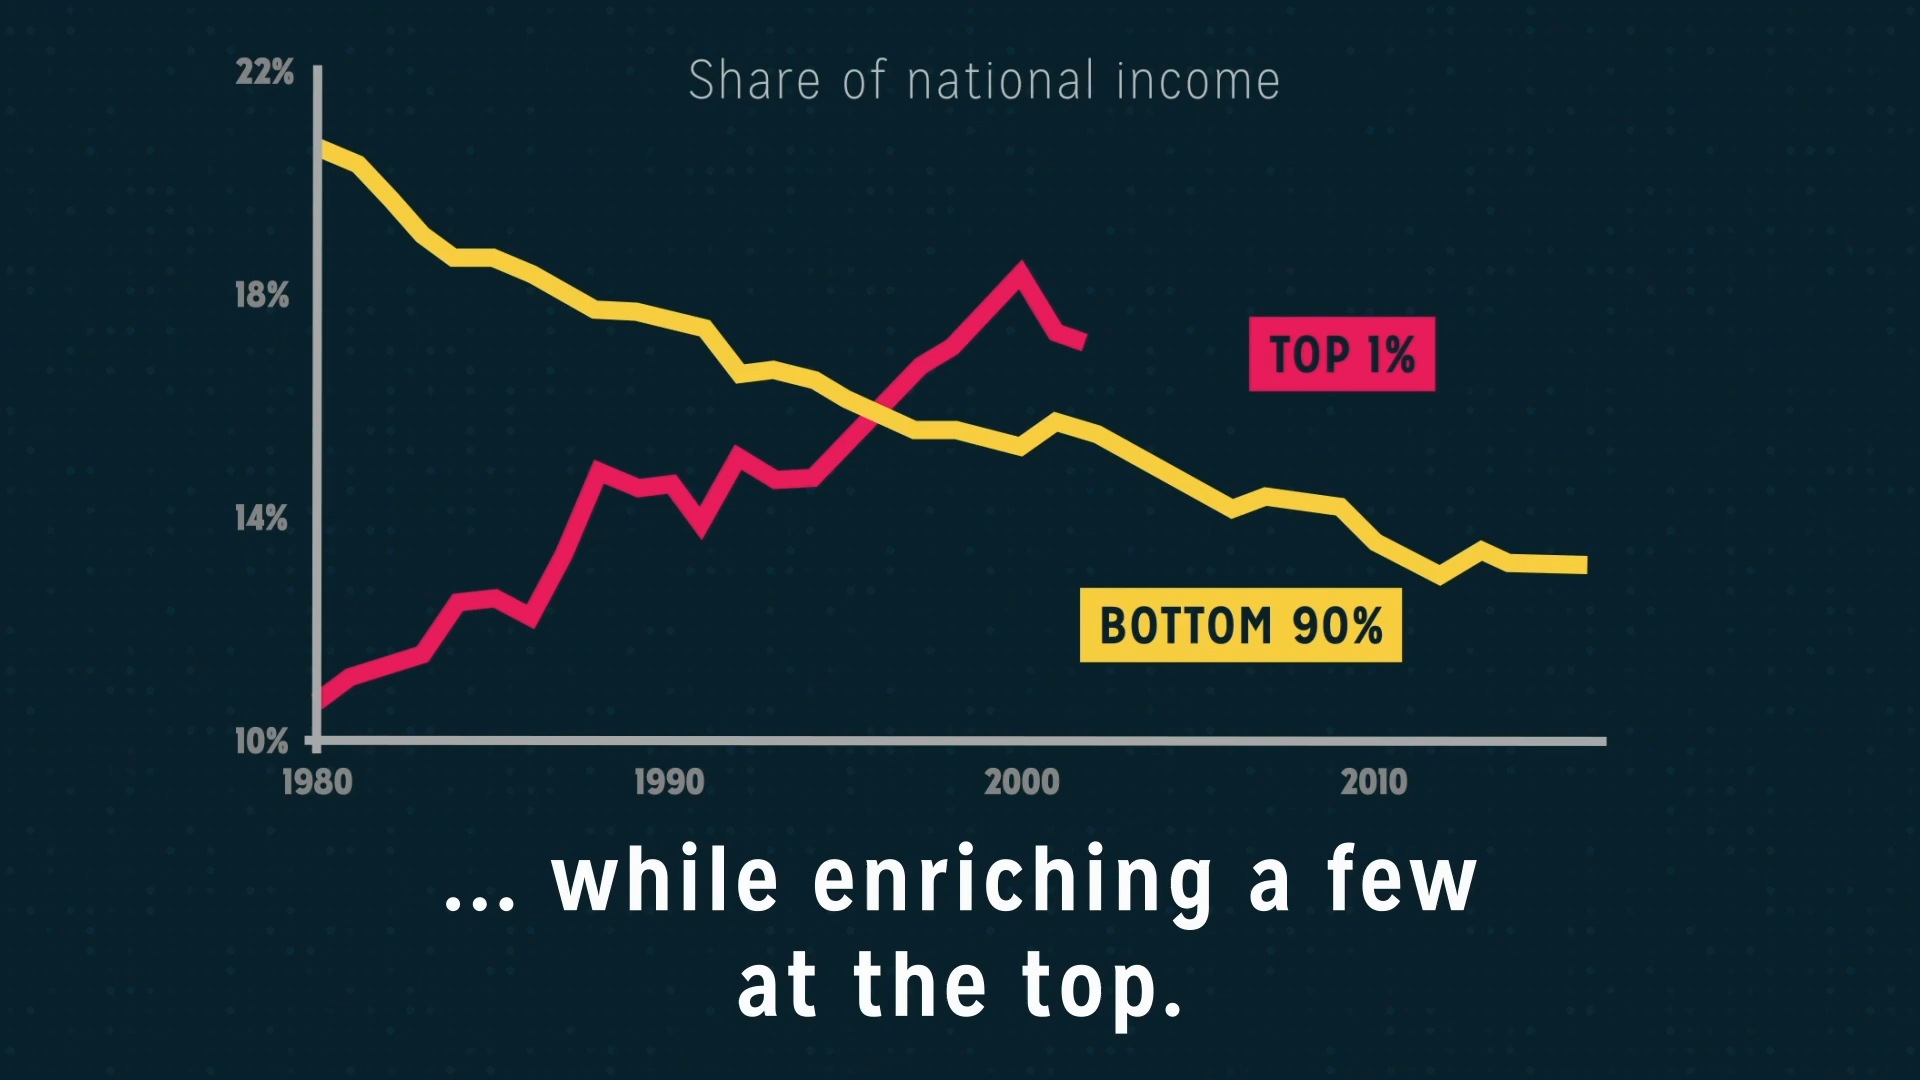 Share of national income
22%
18%
14%
10%
TOP 1%
BOTTOM 90%
1980 1990 2000 2010
... while enriching a few
at the top.